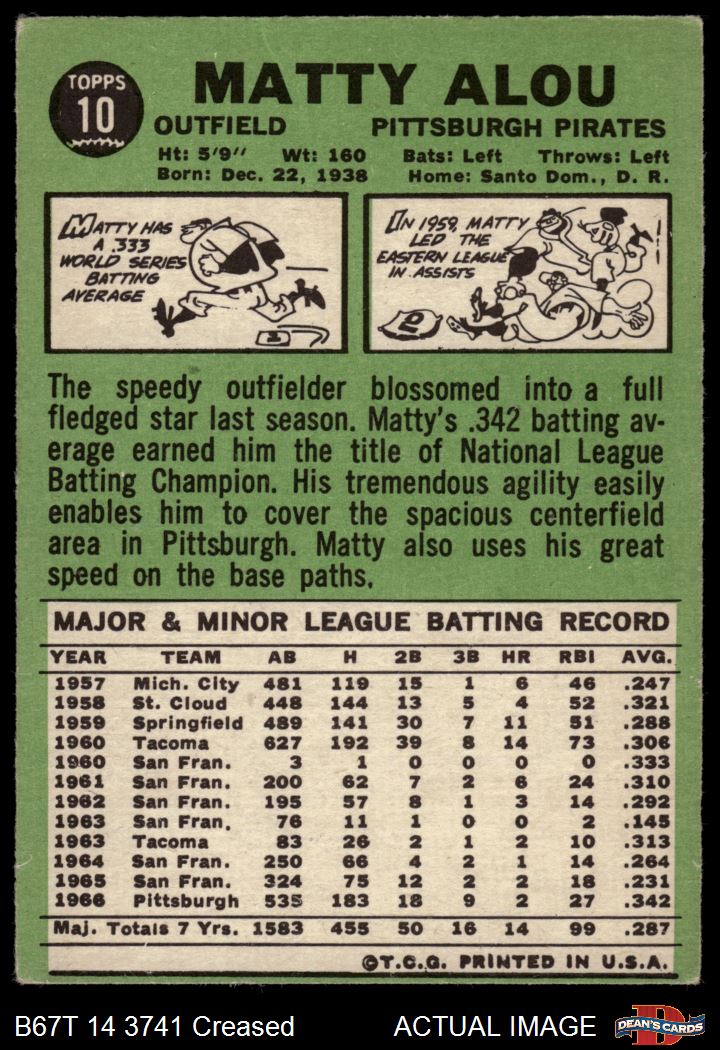 TOPPS
10
MATTY ALOU
OUTFIELD PITTSBURGH PIRATES
Ht: 5'9" Wt: 160 Bats: Left Throws: Left
Born: Dec. 22, 1938 Home: Santo Dom., D. R.
MATTY HAS
A .333
WORLD SERIES
BATTING
AVERAGE
1
IN 1959, MATTY
LED THE
EASTERN LEAGUE
IN ASSISTS
The speedy outfielder blossomed into a full
fledged star last season. Matty's .342 batting av-
erage earned him the title of National League
Batting Champion. His tremendous agility easily
enables him to cover the spacious centerfield
area in Pittsburgh. Matty also uses his great
speed on the base paths.
MAJOR & MINOR LEAGUE BATTING RECORD
YEAR TEAM AB H 2B 3B HR RBI AVG.
1957 Mich. City 481 119 15 1 6 46 .247
1958 St. Cloud 448 144 13 5 4 52 .321
1959 Springfield 489 141 30 7 11 51 .288
1960 Tacoma 627 192 39 8 14 73 .306
1960 San Fran. 3 1 0 0 0 0 .333
1961 San Fran. 200 62 7 2 6 24 .310
1962 San Fran. 195 57 8 1 3 14 .292
1963 San Fran. 76 11 1 0 0 2 .145
1963 Tacoma 83 26 2 1 2 10 .313
1964 San Fran. 250 66 4 2 1 14 .264
1965 San Fran. 324 75 12 2 2 18 .231
1966 Pittsburgh 535 183 18 9 2 27 .342
Maj. Totals 7 Yrs. 1583 455 50 16 14 99 .287
©T.C.G. PRINTED IN U.S.A.
B67T 14 3741 Creased ACTUAL IMAGE DEAN'S CARDS